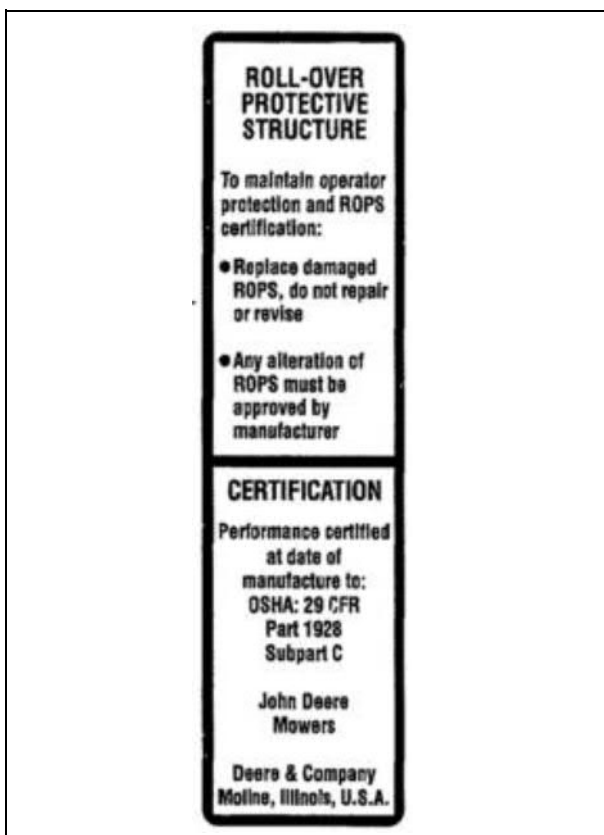 ROLL-OVER
PROTECTIVE
STRUCTURE
To maintain operator
protection and ROPS
certification:
● Replace damaged
ROPS, do not repair
or revise
● Any alteration of
ROPS must be
approved by
manufacturer
CERTIFICATION
Performance certified
at date of
manufacture to:
OSHA: 29 CFR
Part 1928
Subpart C
John Deere
Mowers
Deere & Company
Moline, Illinois, U.S.A.